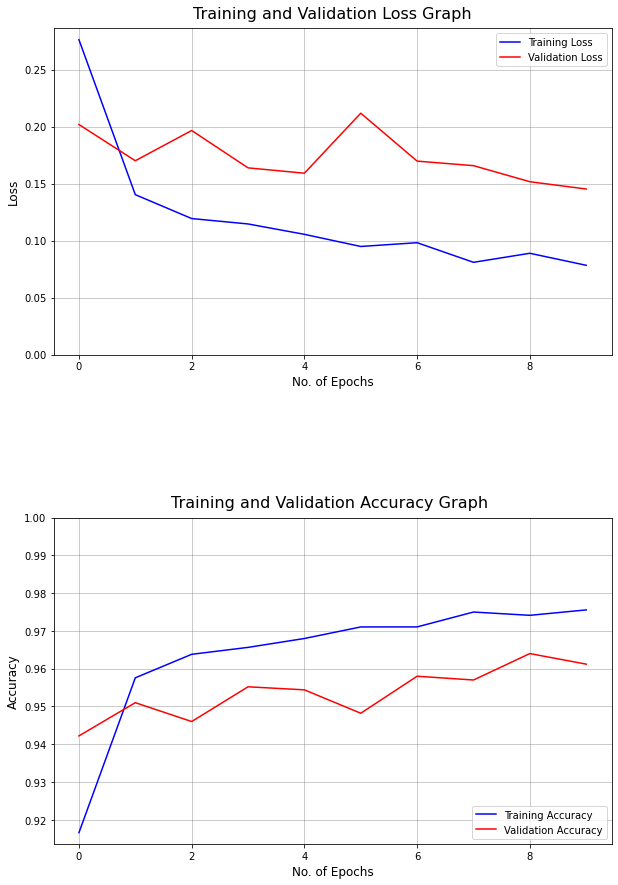 Training and Validation Loss Graph
Training Loss
Validation Loss
0.25
0.20
0.15
0.10
0.05
0.00
Loss
0 2 4 6 8
No. of Epochs
Training and Validation Accuracy Graph
1.00
0.99
0.98
0.97
0.96
0.95
0.94
0.93
0.92
Accuracy
Training Accuracy
Validation Accuracy
0 2 4 6 8
No. of Epochs